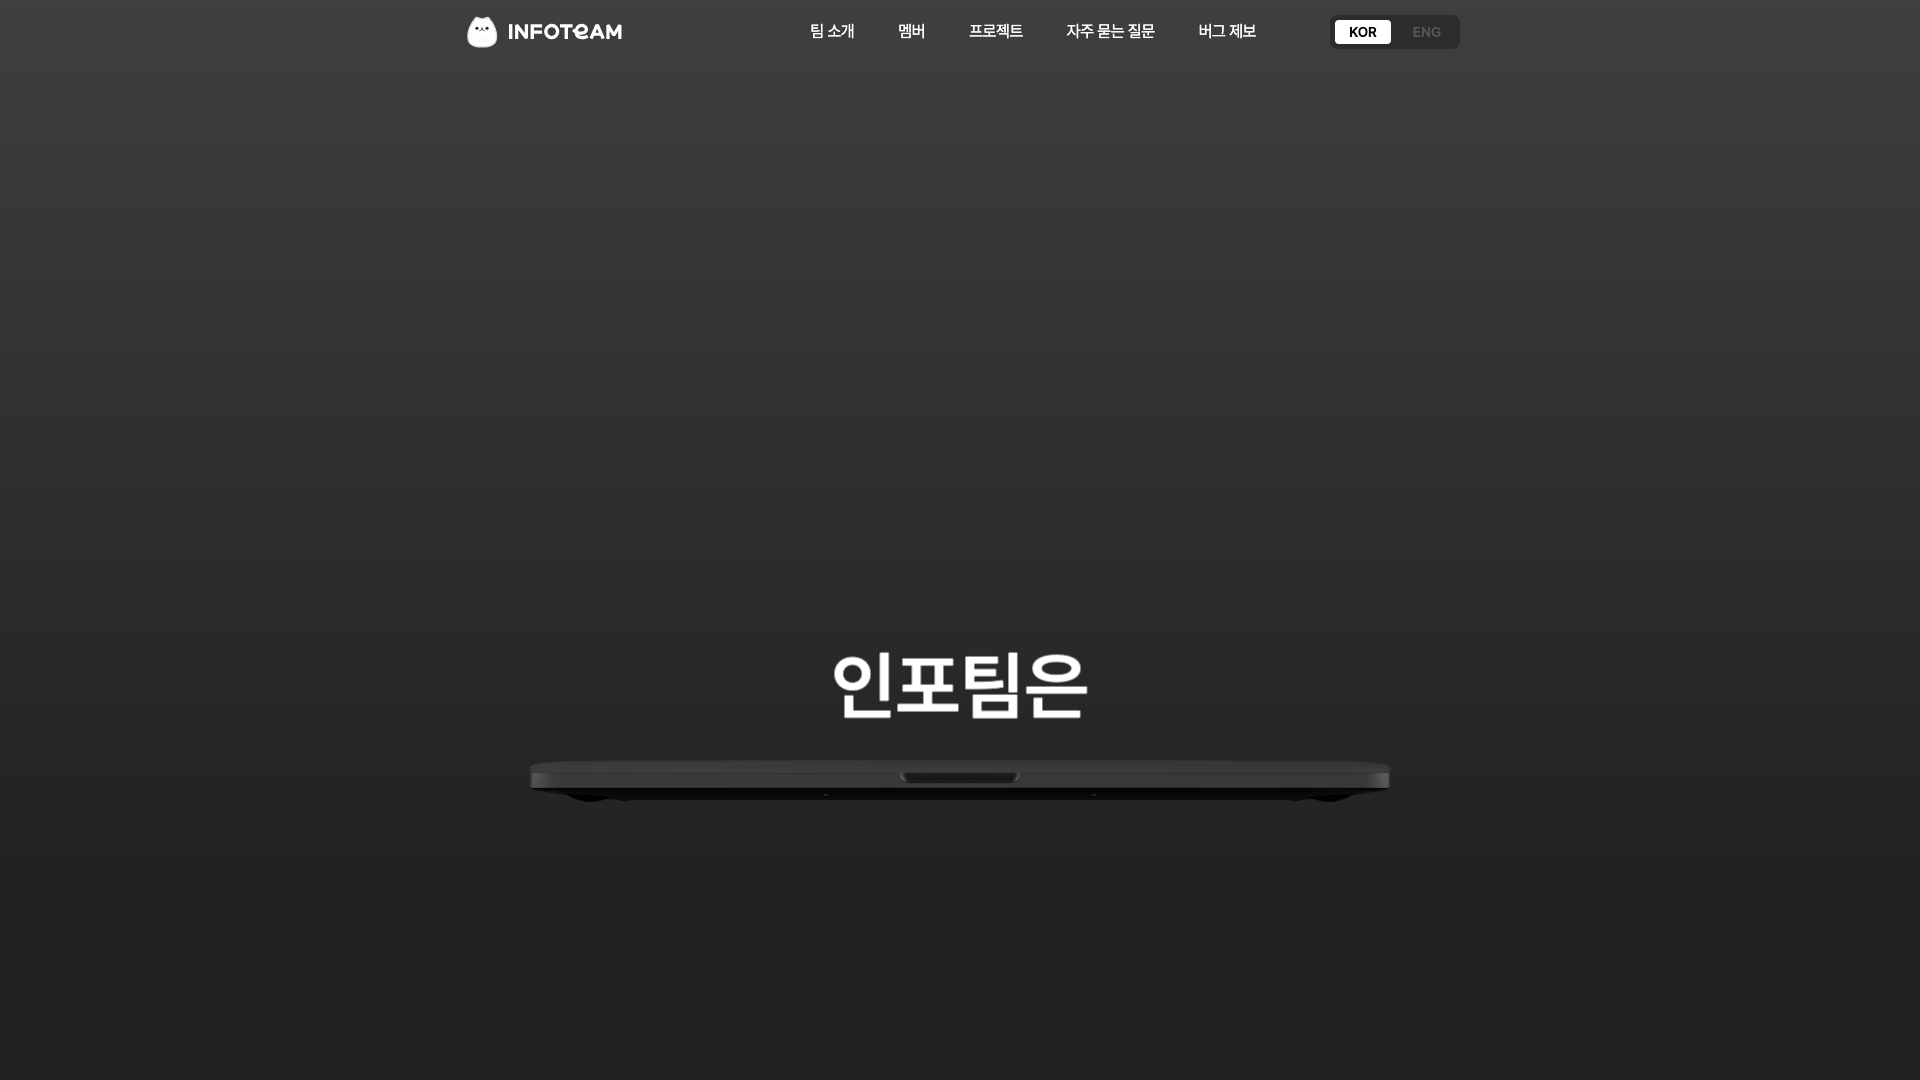 INFOTEAM
팀 소개
멤버
프로젝트
자주 묻는 질문
버그 제보
KOR
ENG
인포팀은